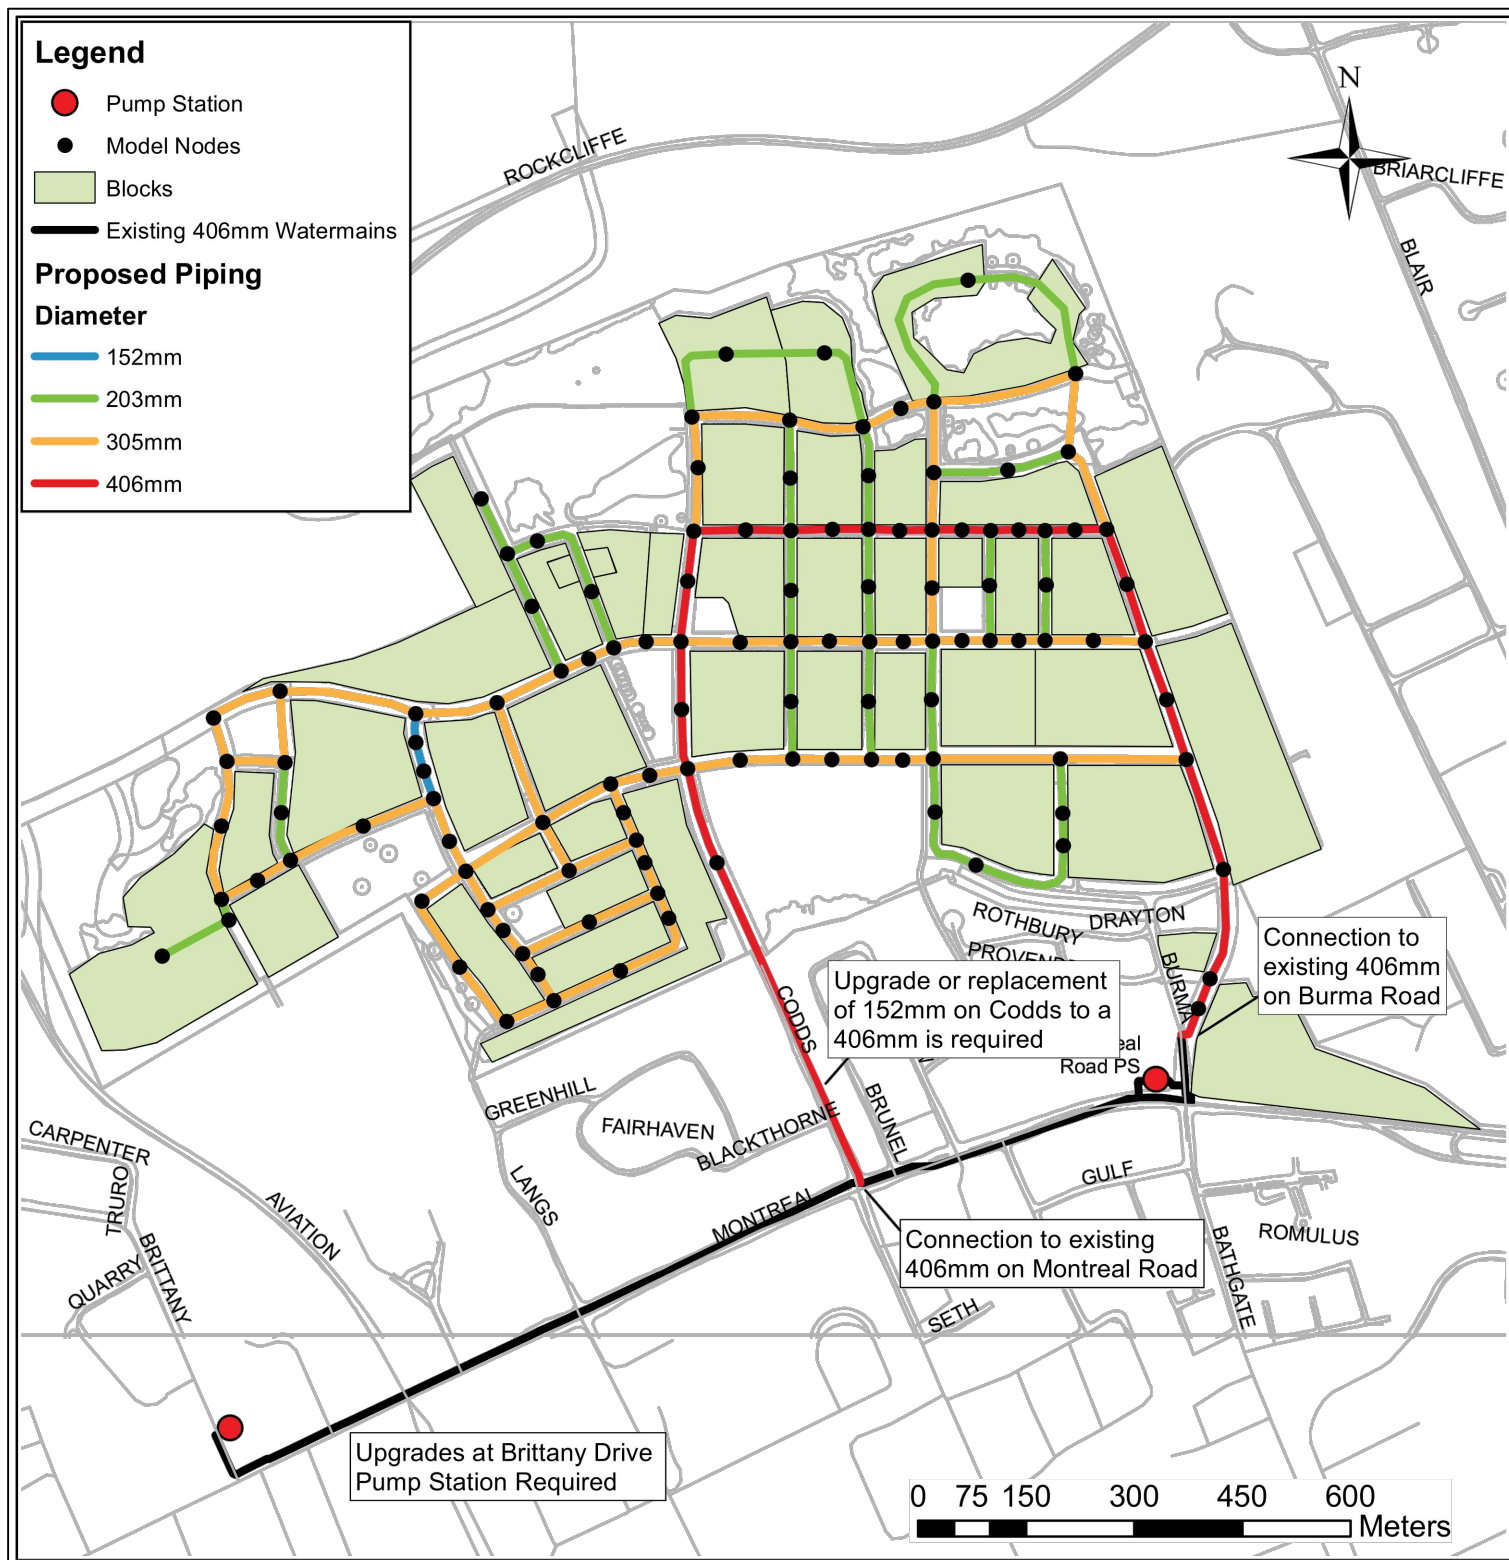 Legend
Pump Station
Model Nodes
Blocks
Existing 406mm Watermains
Proposed Piping
Diameter
152mm
203mm
305mm
406mm
N
ROCKCLIFFE
BRIARCLIFFE
BLAIR
ROTHBURY
DRAYTON
BURMA
Connection to
existing 406mm
on Burma Road
CODDS
Upgrade or replacement
of 152mm on Codds to a
406mm is required
Road PS
GREENHILL
FAIRHAVEN
BLACKTHORNE
BRUNEL
CARPENTER
TRURO
AVIATION
LANGS
MONTREAL
GULF
ROMULUS
BATHGATE
QUARRY
BRITTANY
Connection to existing
406mm on Montreal Road
SETH
Upgrades at Brittany Drive
Pump Station Required
0 75 150 300 450 600
Meters